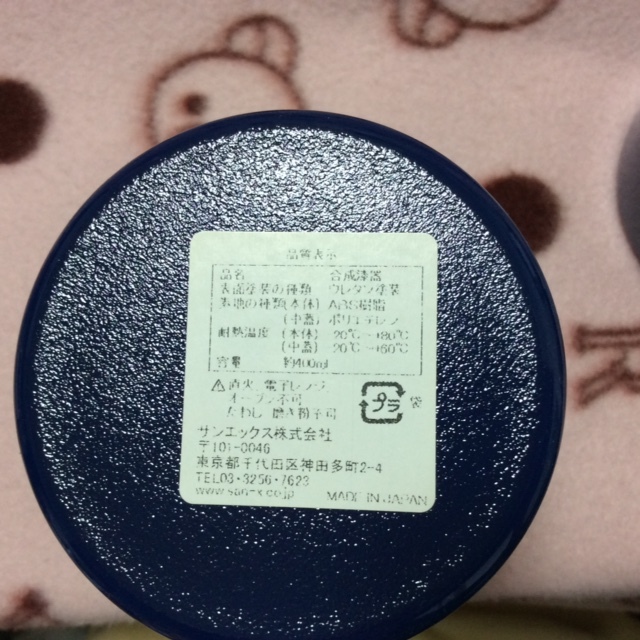 品質表示
品名 合成漆器
表面塗装の種類 ウレタン塗装
素地の種類(本体) ABS樹脂
(中蓋) ポリエチレン
耐熱温度 (本体) -20℃~+80℃
(中蓋) -20℃~+60℃
容量 約400ml
⚠直火、電子レンジ
オーブン不可
たわし・磨き粉不可
プラ 袋
サンエックス株式会社
〒101-0046
東京都千代田区神田多町2-4
TEL03・3256・7623
www.san-x.co.jp MADE IN JAPAN